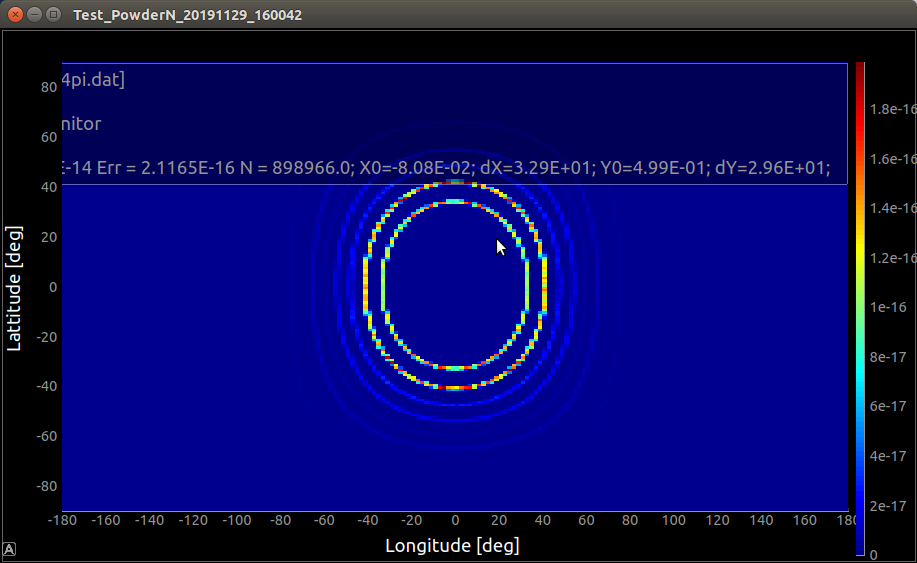 Test_PowderN_20191129_160042
4pi.dat]
nitor
E-14 Err = 2.1165E-16 N = 898966.0; X0=-8.08E-02; dX=3.29E+01; Y0=4.99E-01; dY=2.96E+01;
80
60
40
20
0
-20
-40
-60
-80
Lattitude [deg]
-180 -160 -140 -120 -100 -80 -60 -40 -20 0 20 40 60 80 100 120 140 160 180
Longitude [deg]
1.8e-16
1.6e-16
1.4e-16
1.2e-16
1e-16
8e-17
6e-17
4e-17
2e-17
0
A